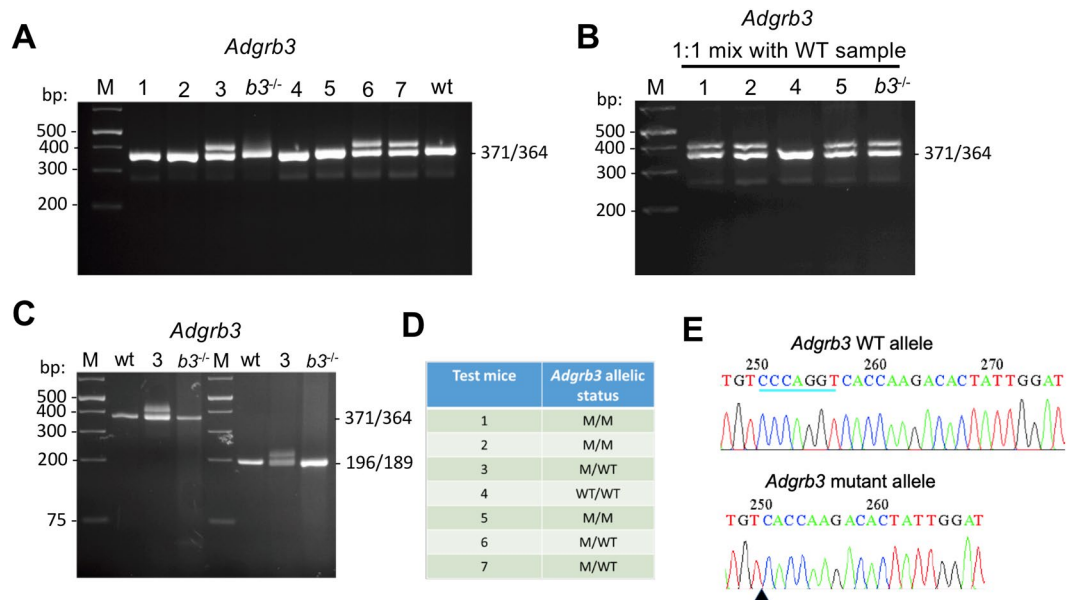 A
Adgrb3
M 1 2 3 b3-/- 4 5 6 7 wt
bp:
500
400
300
200
371/364
B
Adgrb3
1:1 mix with WT sample
M 1 2 4 5 b3-/-
bp:
500
400
300
200
371/364
C
Adgrb3
M wt 3 b3-/- M wt 3 b3-/-
bp:
500
400
300
200
75
371/364
196/189
D
Test mice Adgrb3 allelic
status
1 M/M
2 M/M
3 M/WT
4 WT/WT
5 M/M
6 M/WT
7 M/WT
E
Adgrb3 WT allele
250 260 270
TGTCCCAGGTCACCAAGACACTATTGGAT
Adgrb3 mutant allele
250 260
TGTCACCAAGACACTATTGGAT